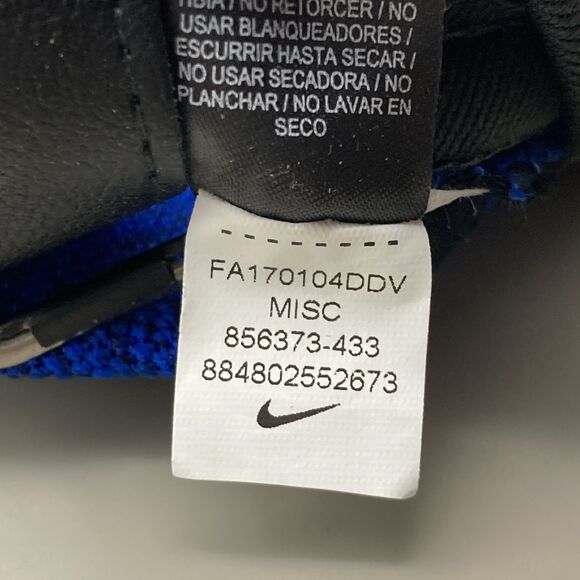 TIBIA / NO RETORCER / NO
USAR BLANQUEADORES /
ESCURRIR HASTA SECAR /
NO USAR SECADORA / NO
PLANCHAR / NO LAVAR EN
SECO
FA170104DDV
MISC
856373-433
884802552673